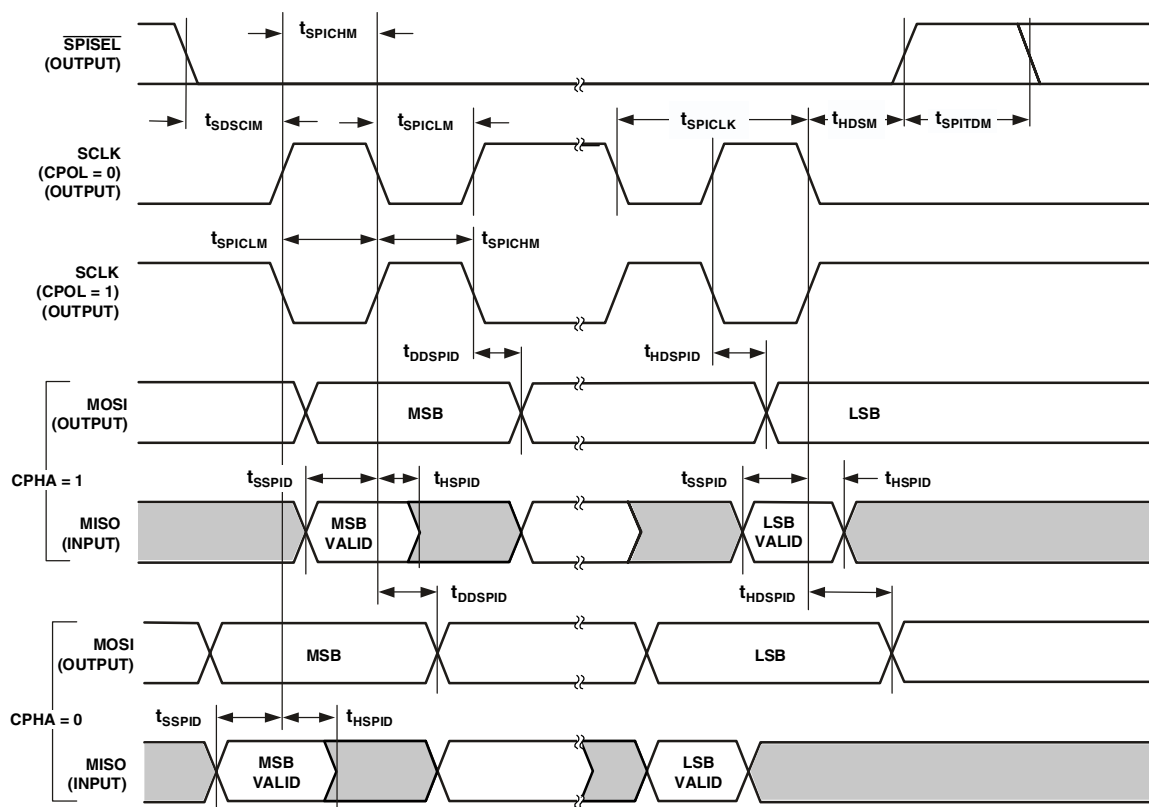 tSPICHM
SPISEL
(OUTPUT)
tSDSCIM
tSPICLM
tSPICLK
tHDSM
tSPITDM
SCLK
(CPOL = 0)
(OUTPUT)
tSPICLM
tSPICHM
SCLK
(CPOL = 1)
(OUTPUT)
tDDSPID
tHDSPID
MOSI
(OUTPUT)
MSB
LSB
CPHA = 1
tSSPID
tHSPID
tSSPID
tHSPID
MISO
(INPUT)
MSB
VALID
LSB
VALID
tDDSPID
tHDSPID
MOSI
(OUTPUT)
MSB
LSB
CPHA = 0
tSSPID
tHSPID
MISO
(INPUT)
MSB
VALID
LSB
VALID